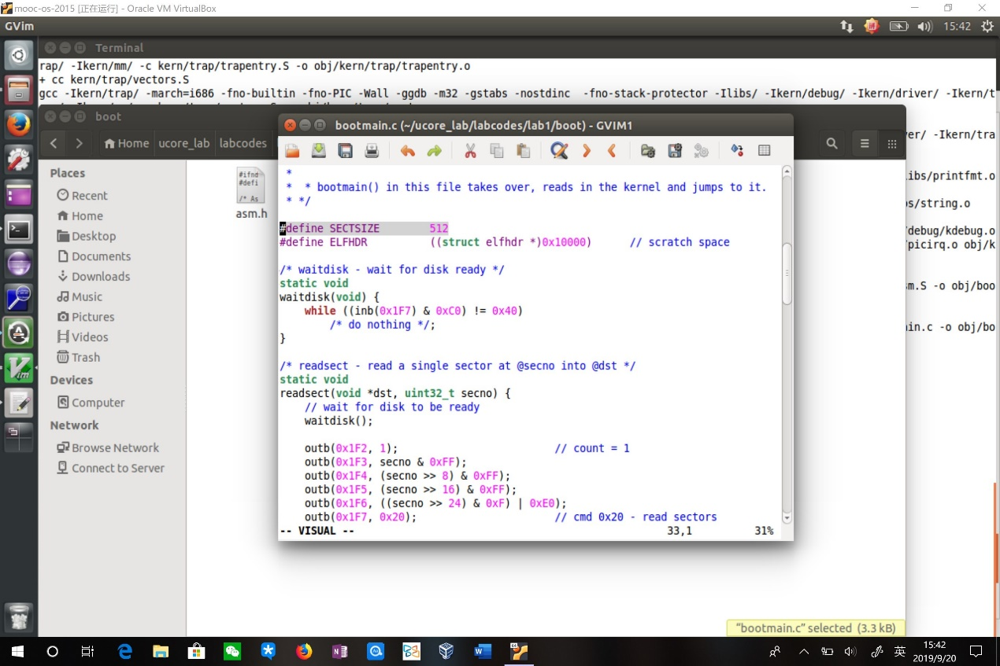 mooc-os-2015 [正在运行] - Oracle VM VirtualBox
GVim
15:42
Terminal
rap/ -Ikern/mm/ -c kern/trap/trapentry.S -o obj/kern/trap/trapentry.o
+ cc kern/trap/vectors.S
gcc -Ikern/trap/ -march=i686 -fno-builtin -fno-PIC -Wall -ggdb -m32 -gstabs -nostdinc  -fno-stack-protector -Ilibs/ -Ikern/debug/ -Ikern/driver/ -Ikern/t
boot
Home
ucore_lab
labcodes
Places
Recent
Home
Desktop
Documents
Downloads
Music
Pictures
Videos
Trash
Devices
Computer
Network
Browse Network
Connect to Server
#ifnd
#defi
/* As
asm.h
bootmain.c (~/ucore_lab/labcodes/lab1/boot) - GVIM1
 *
 *  * bootmain() in this file takes over, reads in the kernel and jumps to it.
 * */
#define SECTSIZE        512
#define ELFHDR          ((struct elfhdr *)0x10000)      // scratch space
/* waitdisk - wait for disk ready */
static void
waitdisk(void) {
    while ((inb(0x1F7) & 0xC0) != 0x40)
        /* do nothing */;
}
/* readsect - read a single sector at @secno into @dst */
static void
readsect(void *dst, uint32_t secno) {
    // wait for disk to be ready
    waitdisk();
    outb(0x1F2, 1);                         // count = 1
    outb(0x1F3, secno & 0xFF);
    outb(0x1F4, (secno >> 8) & 0xFF);
    outb(0x1F5, (secno >> 16) & 0xFF);
    outb(0x1F6, ((secno >> 24) & 0xF) | 0xE0);
    outb(0x1F7, 0x20);                      // cmd 0x20 - read sectors
-- VISUAL --
33,1
31%
ver/ -Ikern/tra
ibs/printfmt.o
os/string.o
/debug/kdebug.o
/picirq.o obj/k
sm.S -o obj/boo
ain.c -o obj/bo
“bootmain.c” selected (3.3 kB)
英
15:42
2019/9/20